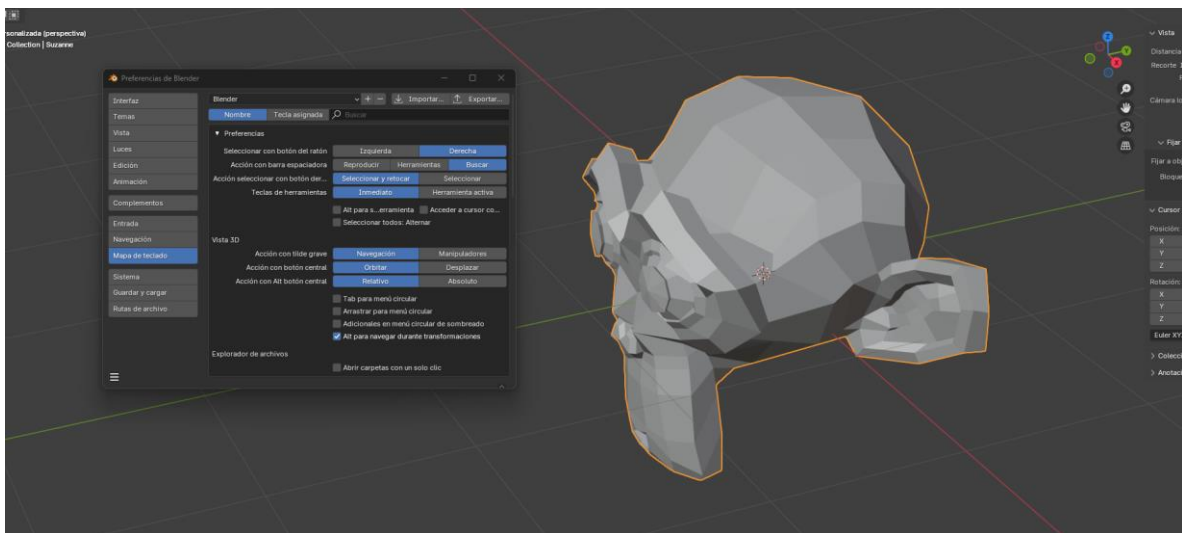 rsonalizada (perspectiva)
Collection | Suzanne
Preferencias de Blender
Interfaz
Temas
Vista
Luces
Edición
Animación
Complementos
Entrada
Navegación
Mapa de teclado
Sistema
Guardar y cargar
Rutas de archivo
Blender
Importar... Exportar...
Nombre Tecla asignada Buscar
Preferencias
Seleccionar con botón del ratón Izquierda Derecha
Acción con barra espaciadora Reproducir Herramientas Buscar
Acción seleccionar con botón der... Seleccionar y retocar Seleccionar
Teclas de herramientas Inmediato Herramienta activa
Alt para s...erramienta Acceder a cursor co...
Seleccionar todos: Alternar
Vista 3D
Acción con tilde grave Navegación Manipuladores
Acción con botón central Orbitar Desplazar
Acción con Alt botón central Relativo Absoluto
Tab para menú circular
Arrastrar para menú circular
Adicionales en menú circular de sombreado
Alt para navegar durante transformaciones
Explorador de archivos
Abrir carpetas con un solo clic
Z
Y
X
Vista
Distancia
Recorte 1
Cámara lo
Fijar
Fijar a obj
Bloque
Cursor
Posición:
X
Y
Z
Rotación:
X
Y
Z
Euler XY
Colecci
Anotaci